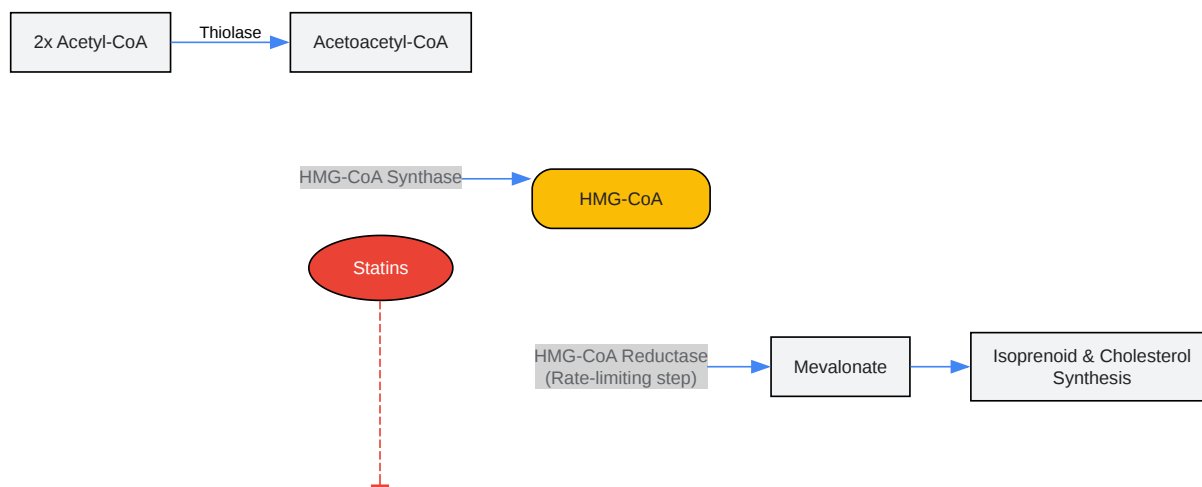 2x Acetyl-CoA
Thiolase
Acetoacetyl-CoA
HMG-CoA Synthase
HMG-CoA
Statins
HMG-CoA Reductase
(Rate-limiting step)
Mevalonate
Isoprenoid & Cholesterol
Synthesis